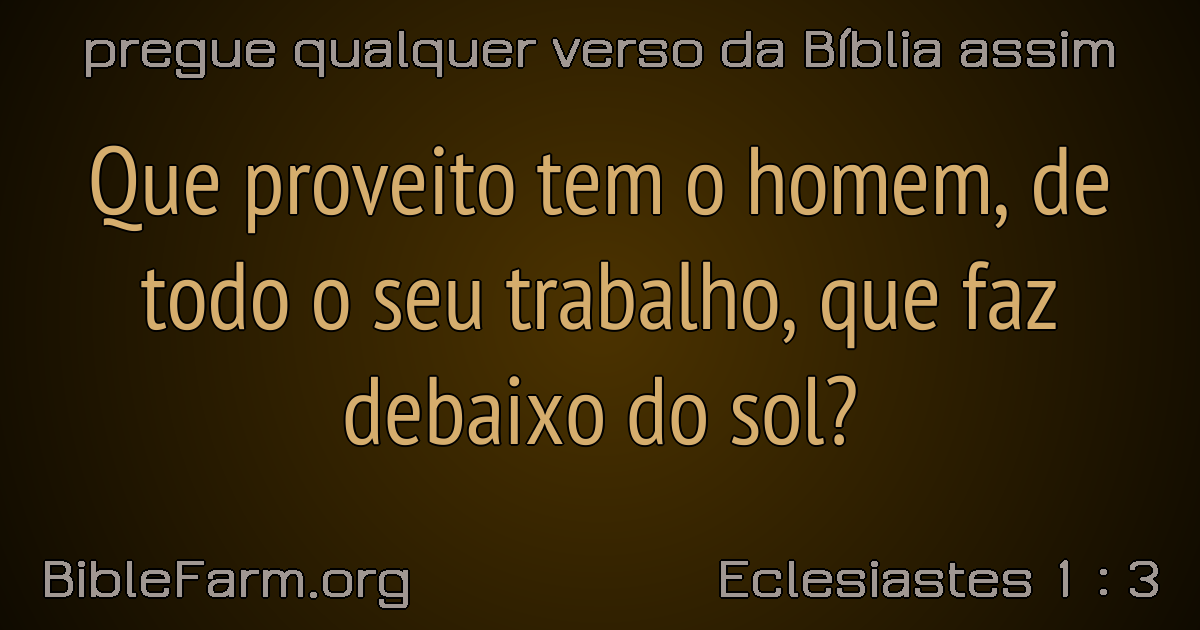 pregue qualquer verso da Bíblia assim
Que proveito tem o homem, de
todo o seu trabalho, que faz
debaixo do sol?
BibleFarm.org
Eclesiastes 1 : 3